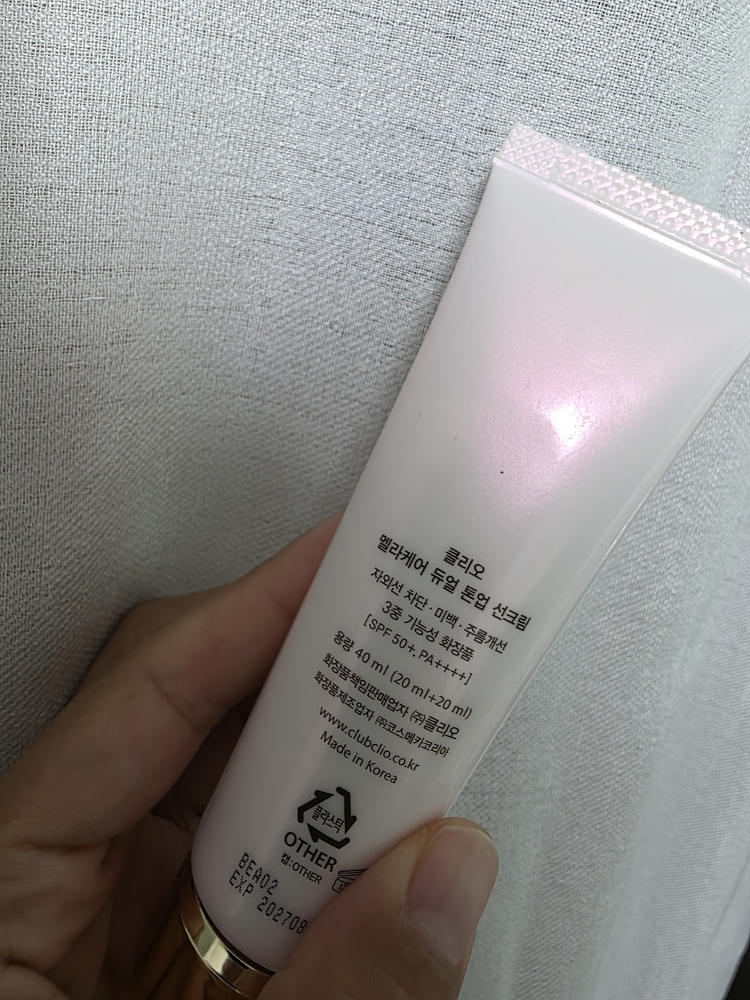 클리오
멜라케어 듀얼 톤업 선크림
자외선 차단 · 미백 · 주름개선
3중 기능성 화장품
[SPF 50+, PA++++]
용량 40 ml (20 ml+20 ml)
화장품책임판매업자 ㈜클리오
화장품제조업자 ㈜코스메카코리아
www.clubclio.co.kr
Made in Korea
플라스틱
OTHER
캡:OTHER
BEA02
EXP 202708